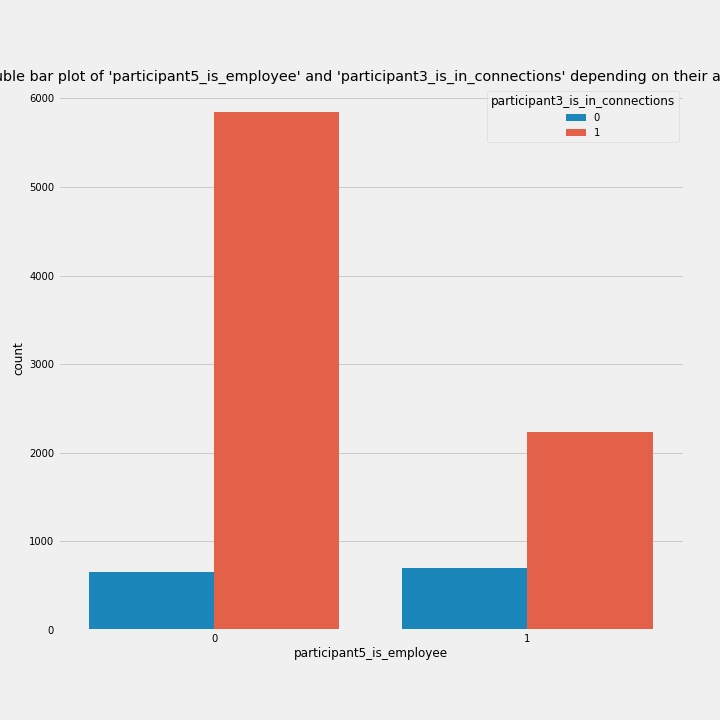 uble bar plot of 'participant5_is_employee' and 'participant3_is_in_connections' depending on their a
participant3_is_in_connections
0
1
6000
5000
4000
3000
2000
1000
0
count
0
1
participant5_is_employee